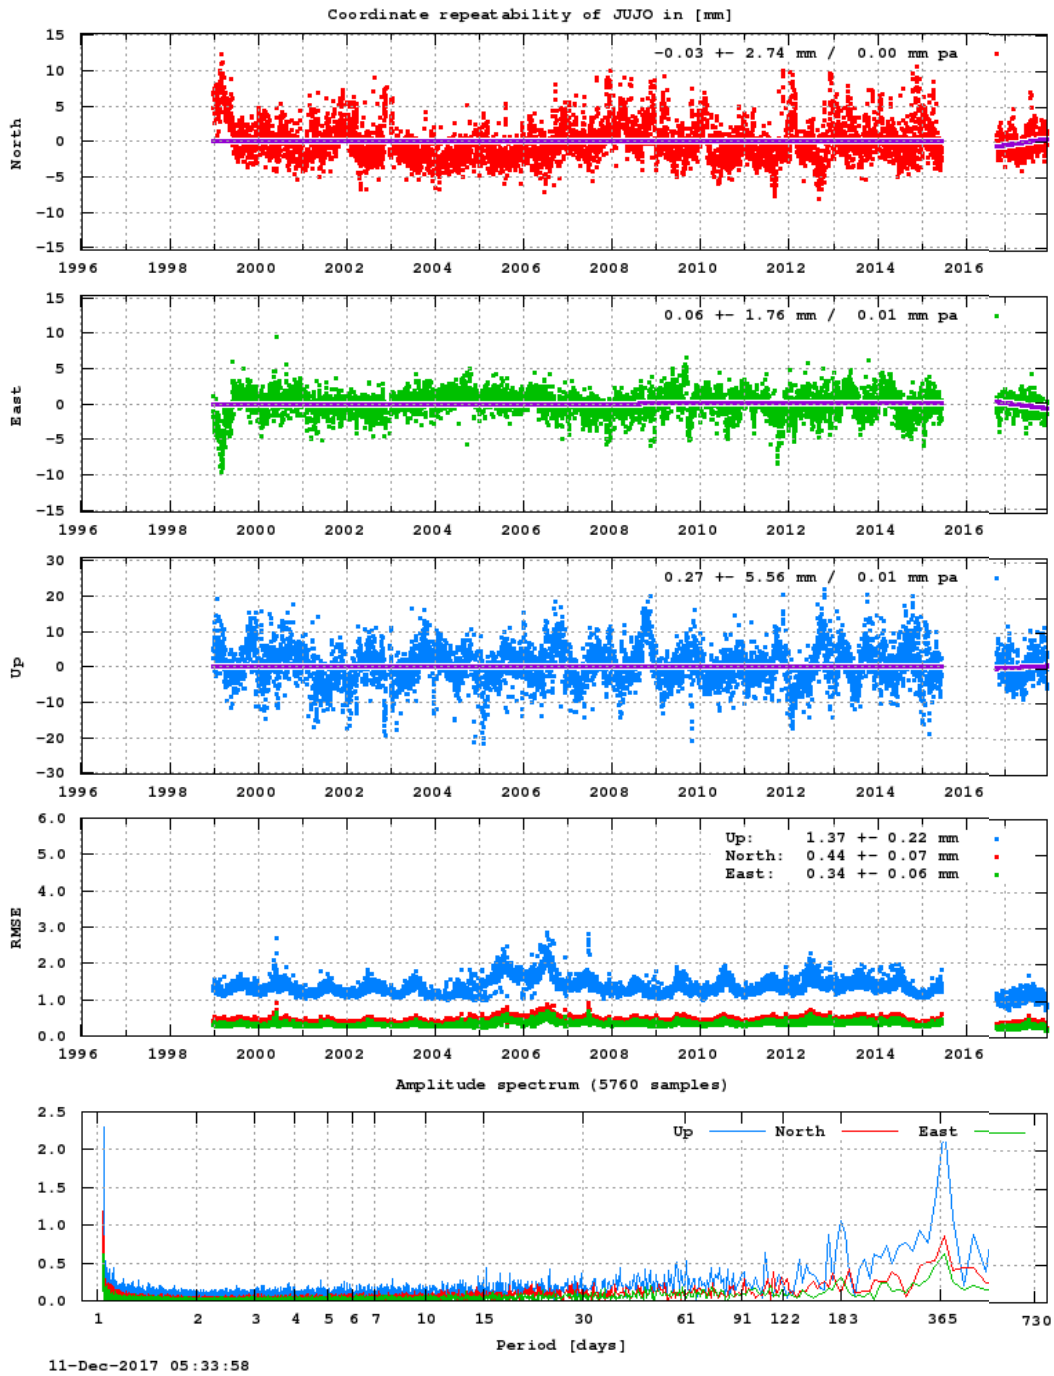 Coordinate repeatability of JUJO in [mm]
-0.03 +- 2.74 mm / 0.00 mm pa
North
15
10
5
0
-5
-10
-15
1996 1998 2000 2002 2004 2006 2008 2010 2012 2014 2016
0.06 +- 1.76 mm / 0.01 mm pa
East
15
10
5
0
-5
-10
-15
1996 1998 2000 2002 2004 2006 2008 2010 2012 2014 2016
0.27 +- 5.56 mm / 0.01 mm pa
Up
30
20
10
0
-10
-20
-30
1996 1998 2000 2002 2004 2006 2008 2010 2012 2014 2016
Up: 1.37 +- 0.22 mm
North: 0.44 +- 0.07 mm
East: 0.34 +- 0.06 mm
RMSE
6.0
5.0
4.0
3.0
2.0
1.0
0.0
1996 1998 2000 2002 2004 2006 2008 2010 2012 2014 2016
Amplitude spectrum (5760 samples)
Up North East
2.5
2.0
1.5
1.0
0.5
0.0
1 2 3 4 5 6 7 10 15 30 61 91 122 183 365 730
Period [days]
11-Dec-2017 05:33:58